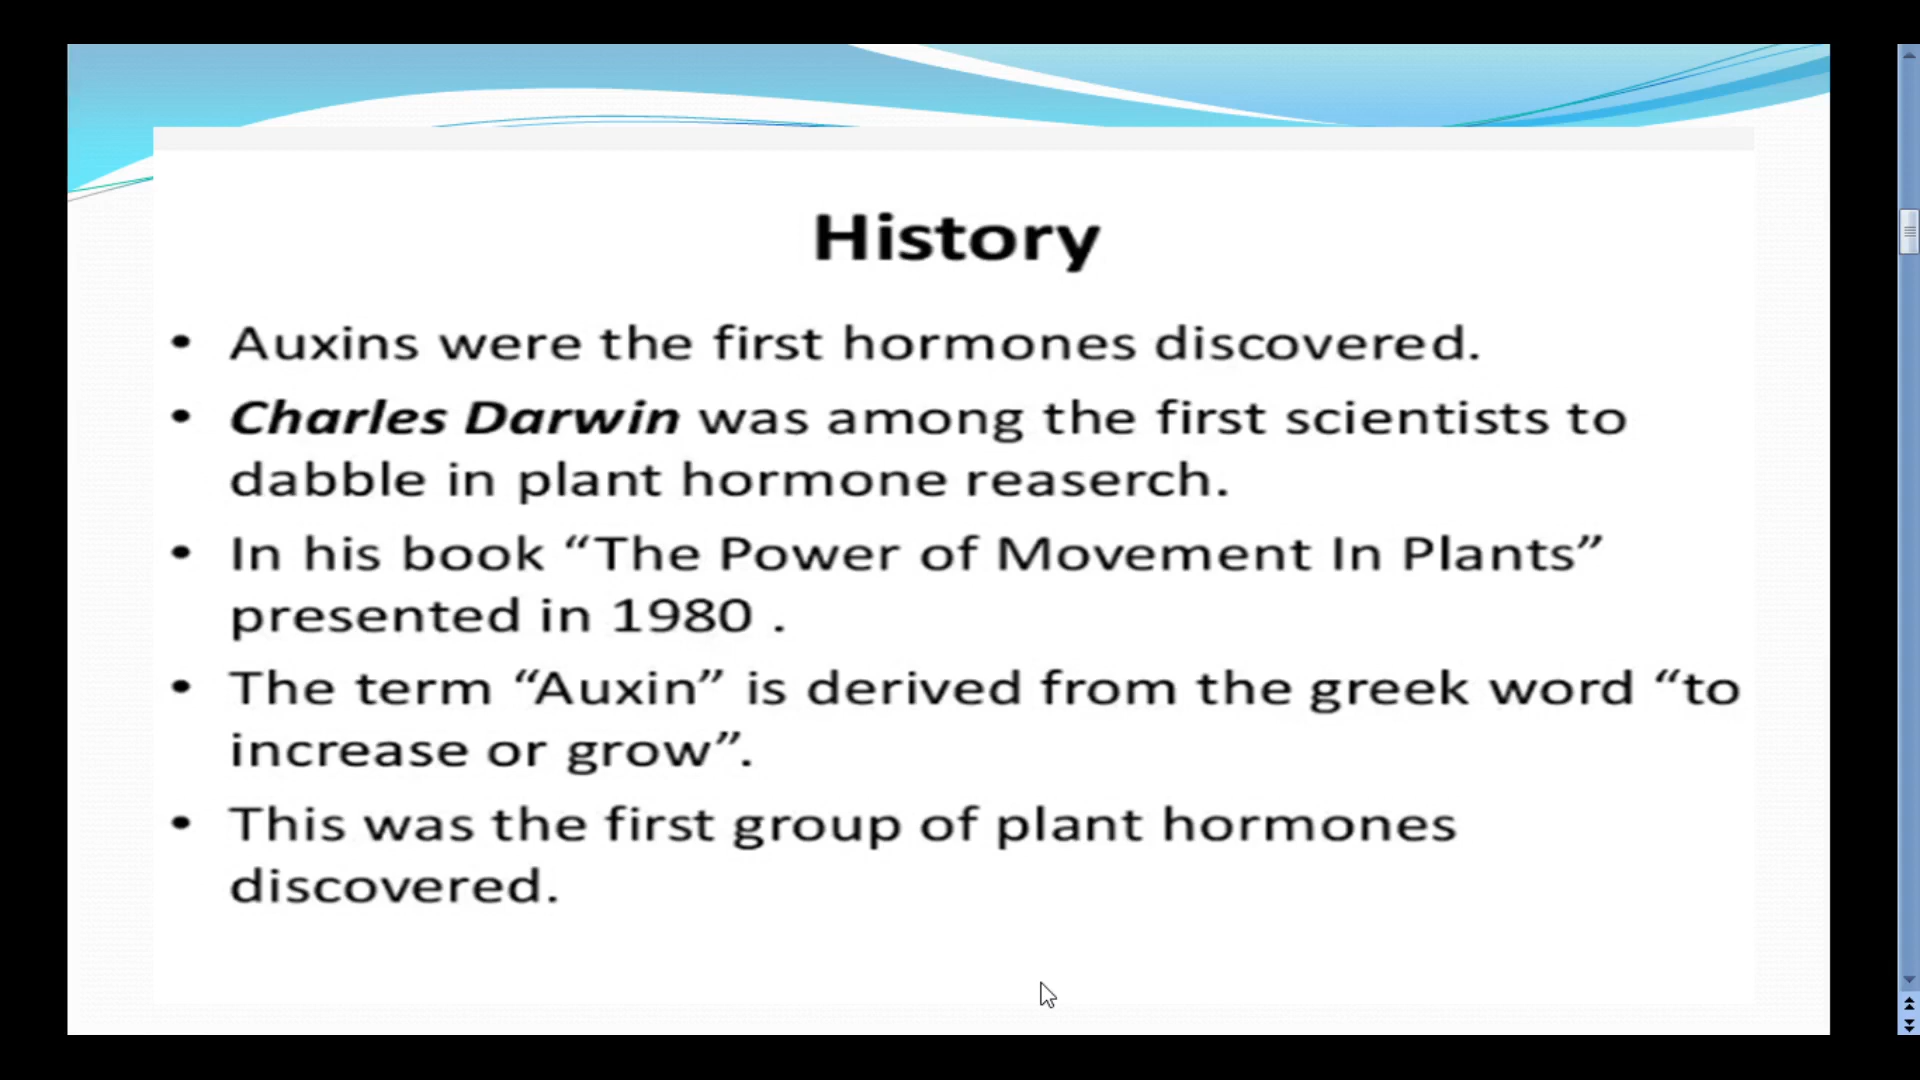 History
• Auxins were the first hormones discovered.
• Charles Darwin was among the first scientists to
dabble in plant hormone reaserch.
• In his book “The Power of Movement In Plants”
presented in 1980 .
• The term “Auxin” is derived from the greek word “to
increase or grow”.
• This was the first group of plant hormones
discovered.